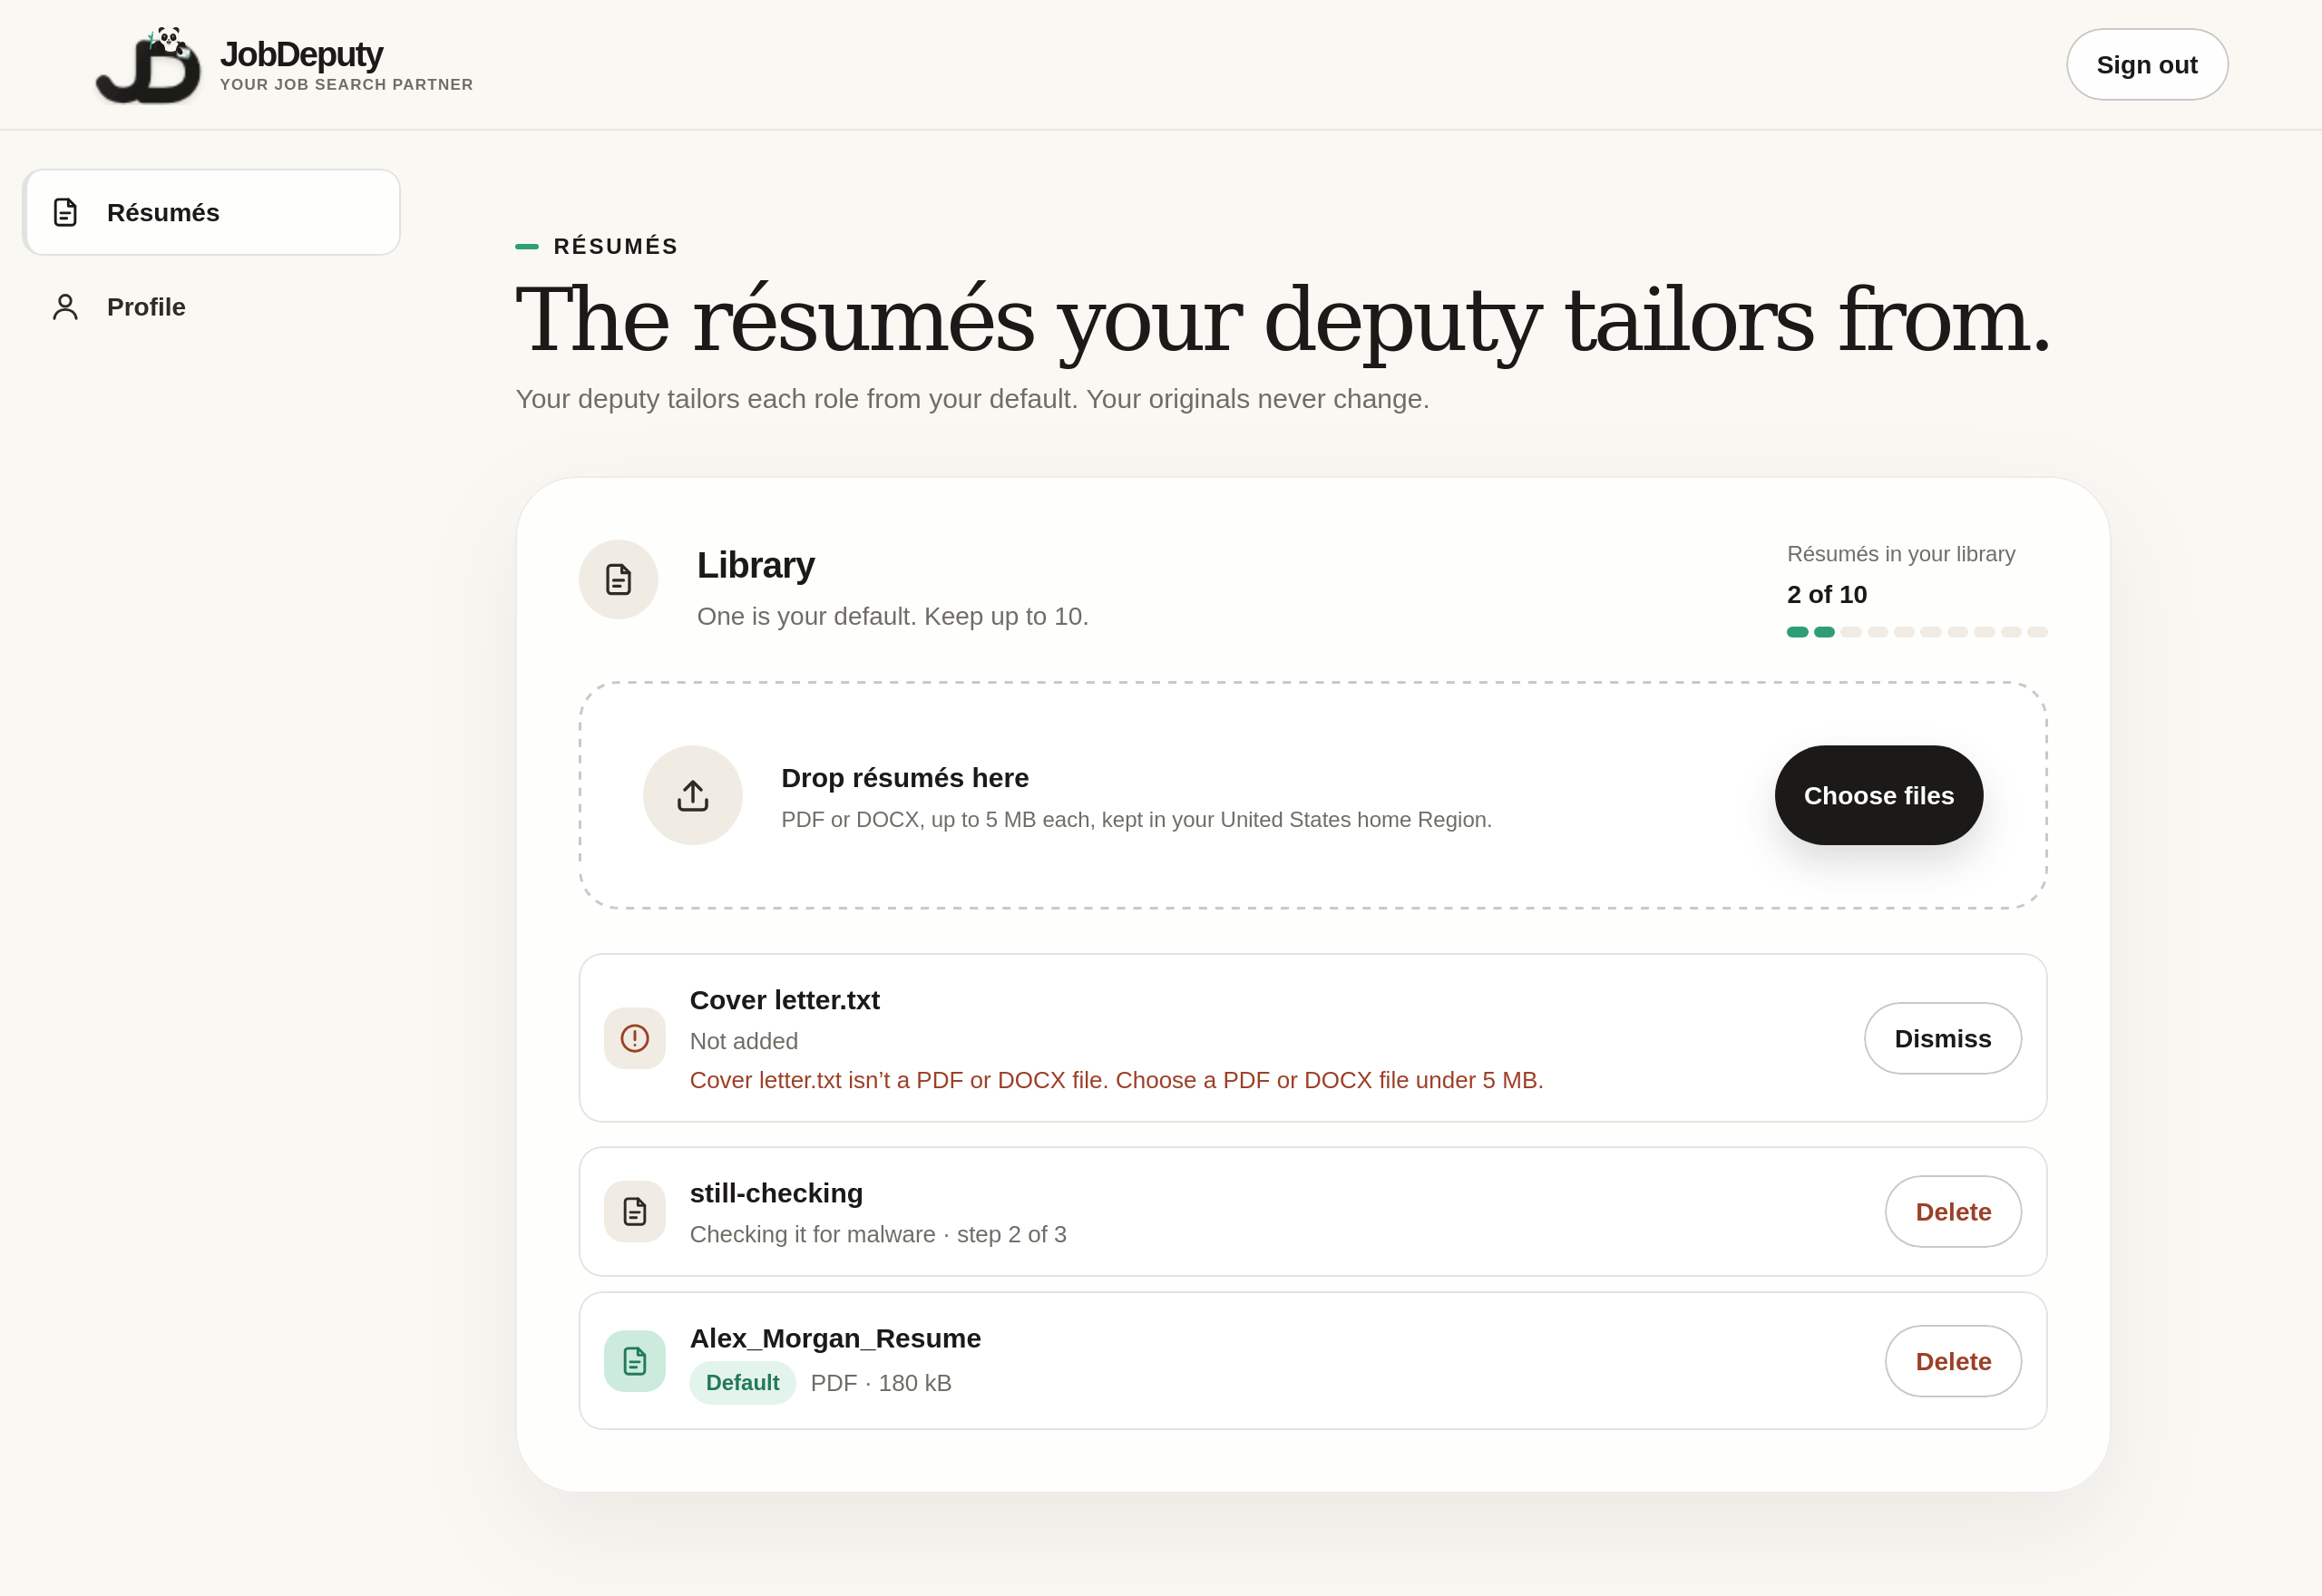 JobDeputy
YOUR JOB SEARCH PARTNER
Sign out
Résumés
Profile
RÉSUMÉS
The résumés your deputy tailors from.
Your deputy tailors each role from your default. Your originals never change.
Library
One is your default. Keep up to 10.
Résumés in your library
2 of 10
Drop résumés here
PDF or DOCX, up to 5 MB each, kept in your United States home Region.
Choose files
Cover letter.txt
Not added
Cover letter.txt isn’t a PDF or DOCX file. Choose a PDF or DOCX file under 5 MB.
Dismiss
still-checking
Checking it for malware · step 2 of 3
Delete
Alex_Morgan_Resume
Default PDF · 180 kB
Delete